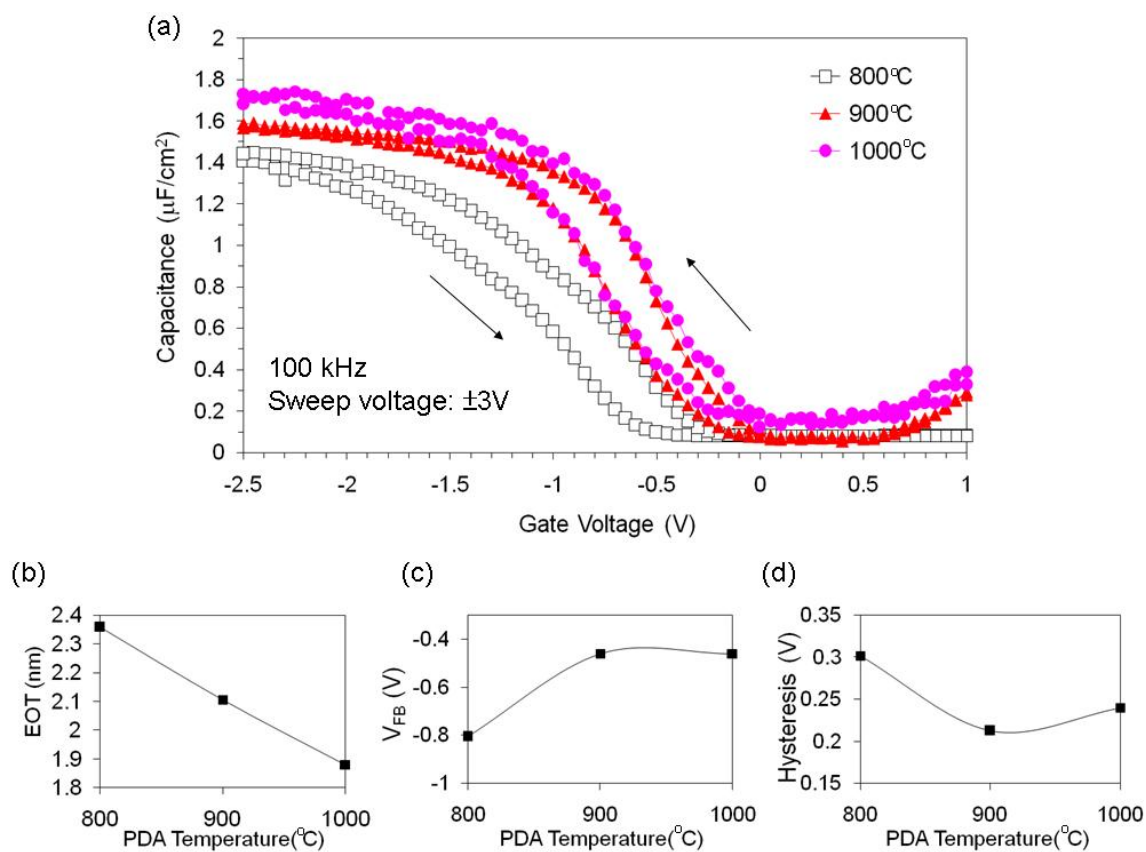 (a)
2
1.8
1.6
1.4
1.2
1
0.8
0.6
0.4
0.2
0
Capacitance (μF/cm2)
800°C
900°C
1000°C
100 kHz
Sweep voltage: ±3V
-2.5 -2 -1.5 -1 -0.5 0 0.5 1
Gate Voltage (V)
(b)
2.4
2.3
2.2
2.1
2
1.9
1.8
EOT (nm)
800 900 1000
PDA Temperature(°C)
(c)
-0.4
-0.6
-0.8
-1
VFB (V)
800 900 1000
PDA Temperature(°C)
(d)
0.35
0.3
0.25
0.2
0.15
Hysteresis (V)
800 900 1000
PDA Temperature(°C)